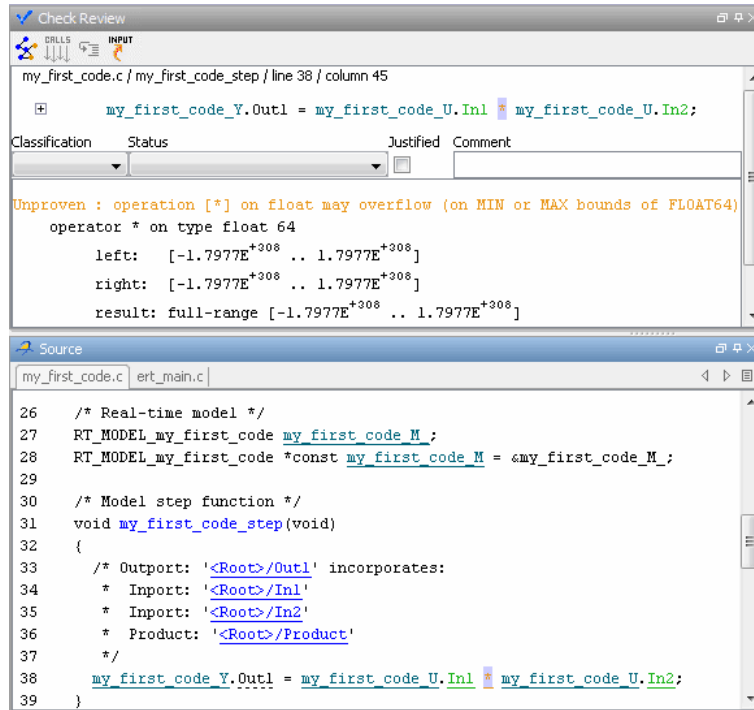 Check Review
CALLS INPUT
my_first_code.c / my_first_code_step / line 38 / column 45
my_first_code_Y.Out1 = my_first_code_U.In1 * my_first_code_U.In2;
Classification Status Justified Comment
Unproven : operation [*] on float may overflow (on MIN or MAX bounds of FLOAT64)
operator * on type float 64
left: [-1.7977E+308 .. 1.7977E+308]
right: [-1.7977E+308 .. 1.7977E+308]
result: full-range [-1.7977E+308 .. 1.7977E+308]
Source
my_first_code.c ert_main.c
26 /* Real-time model */
27 RT_MODEL_my_first_code my_first_code_M_;
28 RT_MODEL_my_first_code *const my_first_code_M = &my_first_code_M_;
29
30 /* Model step function */
31 void my_first_code_step(void)
32 {
33 /* Outport: '<Root>/Out1' incorporates:
34 * Inport: '<Root>/In1'
35 * Inport: '<Root>/In2'
36 * Product: '<Root>/Product'
37 */
38 my_first_code_Y.Out1 = my_first_code_U.In1 * my_first_code_U.In2;
39 }